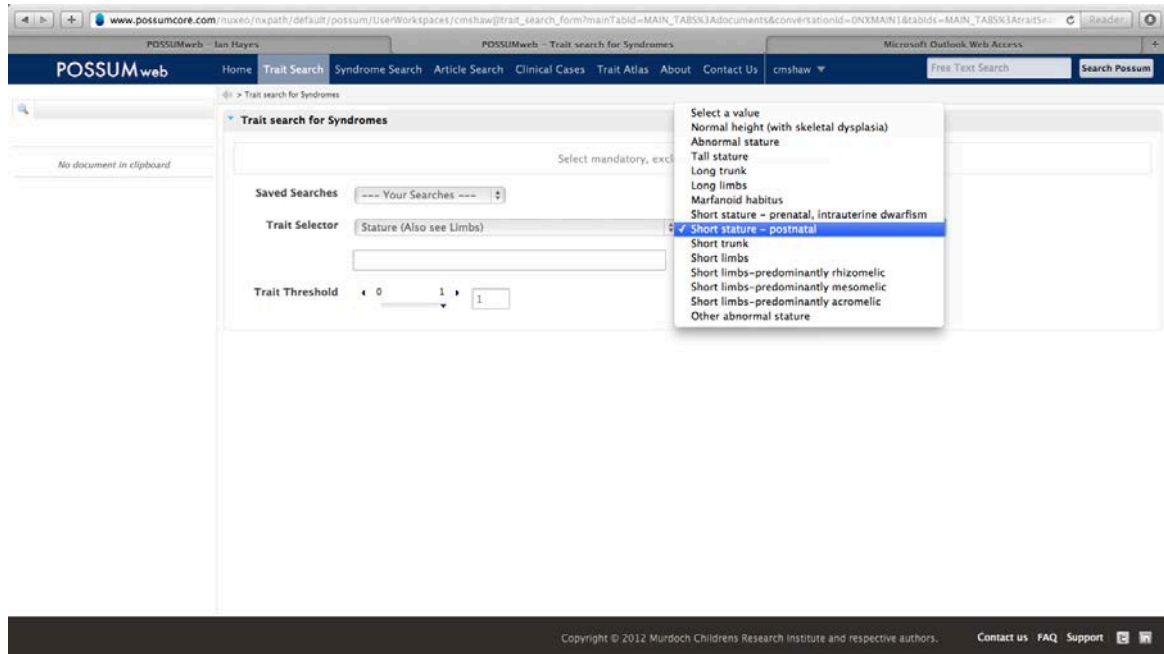 www.possumcore.com/nuxeo/nxpath/default/possum/UserWorkspaces/cmshaw@trait_search_form?mainTabId=MAIN_TABS%3Adocuments&conversationId=0NXMAIN1&tabIds=MAIN_TABS%3AtraitSe Reader
POSSUMweb – Ian Hayes POSSUMweb – Trait search for Syndromes Microsoft Outlook Web Access
POSSUM web Home Trait Search Syndrome Search Article Search Clinical Cases Trait Atlas About Contact Us cmshaw Free Text Search Search Possum
> Trait search for Syndromes
Trait search for Syndromes
No document in clipboard
Select mandatory, excl
Saved Searches --- Your Searches ---
Trait Selector Stature (Also see Limbs)
Trait Threshold 0 1 1
Select a value
Normal height (with skeletal dysplasia)
Abnormal stature
Tall stature
Long trunk
Long limbs
Marfanoid habitus
Short stature – prenatal, intrauterine dwarfism
✓ Short stature – postnatal
Short trunk
Short limbs
Short limbs–predominantly rhizomelic
Short limbs–predominantly mesomelic
Short limbs–predominantly acromelic
Other abnormal stature
Copyright © 2012 Murdoch Childrens Research Institute and respective authors. Contact us FAQ Support